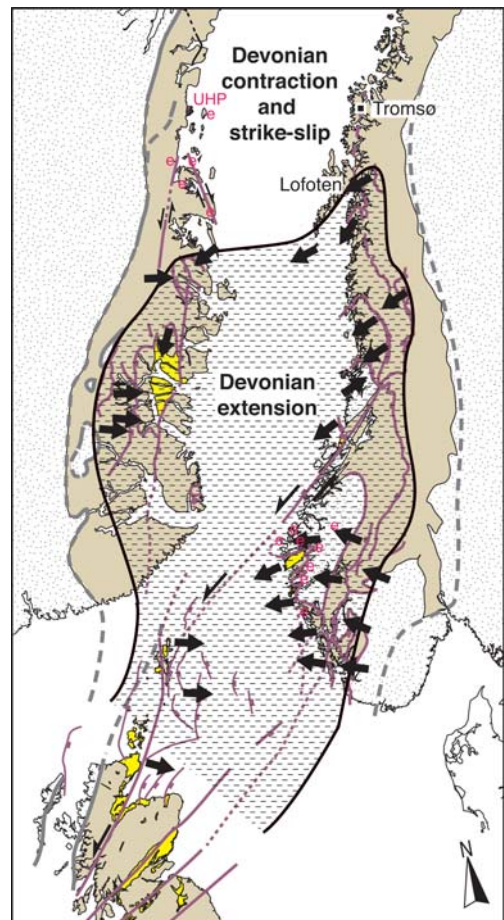 Devonian
contraction
and
strike-slip
UHP
e
Tromsø
e
e
e
e
Lofoten
Devonian
extension
e
e
e
e
e
e
e
e
N